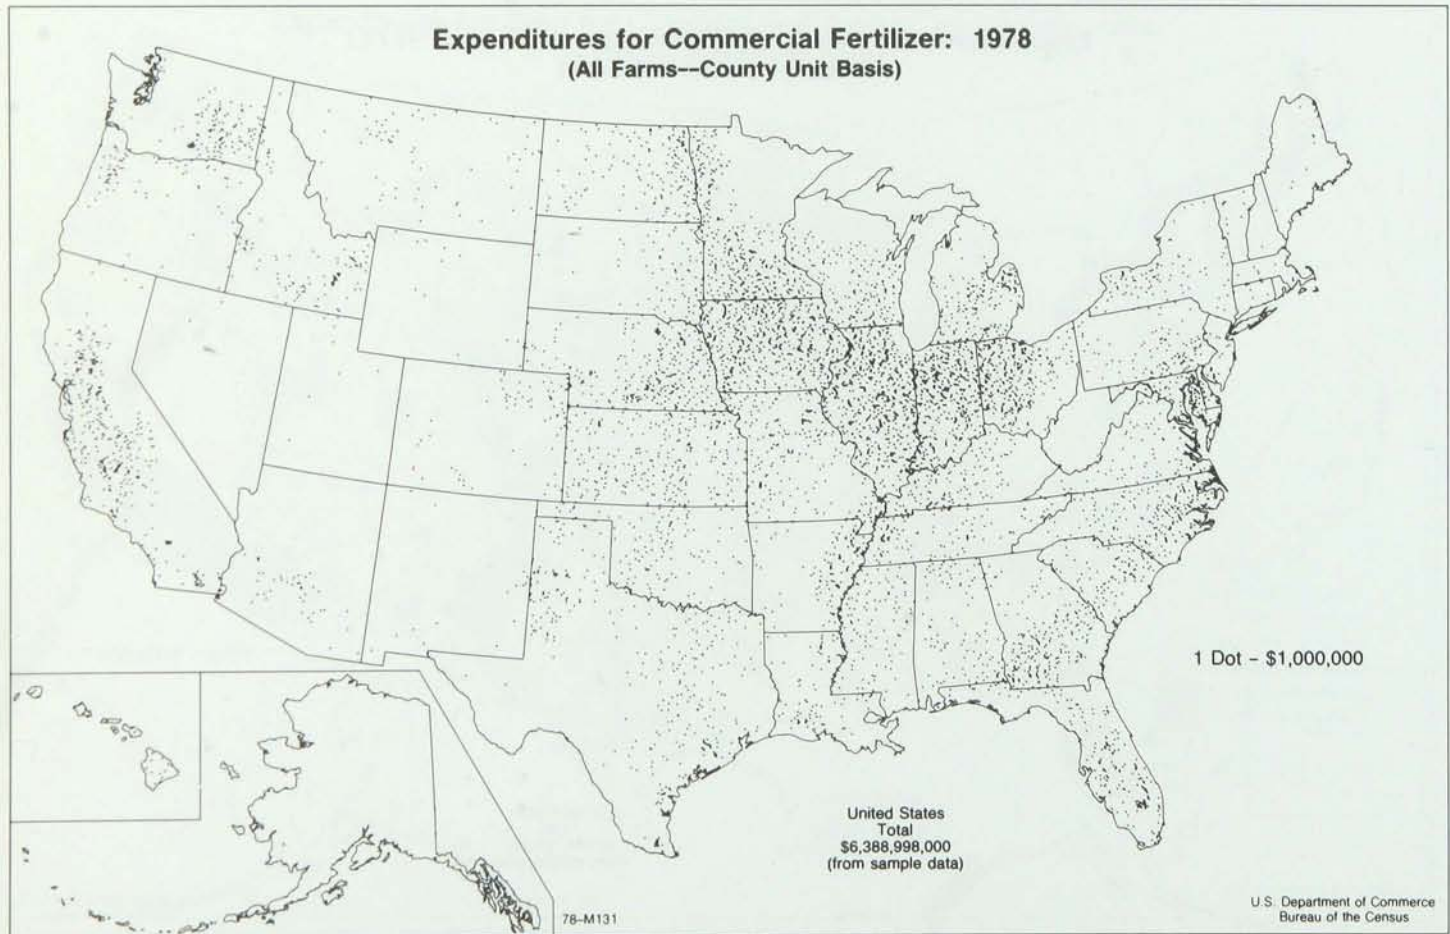 Expenditures for Commercial Fertilizer: 1978
(All Farms--County Unit Basis)
1 Dot - $1,000,000
United States
Total
$6,388,998,000
(from sample data)
78-M131
U.S. Department of Commerce
Bureau of the Census